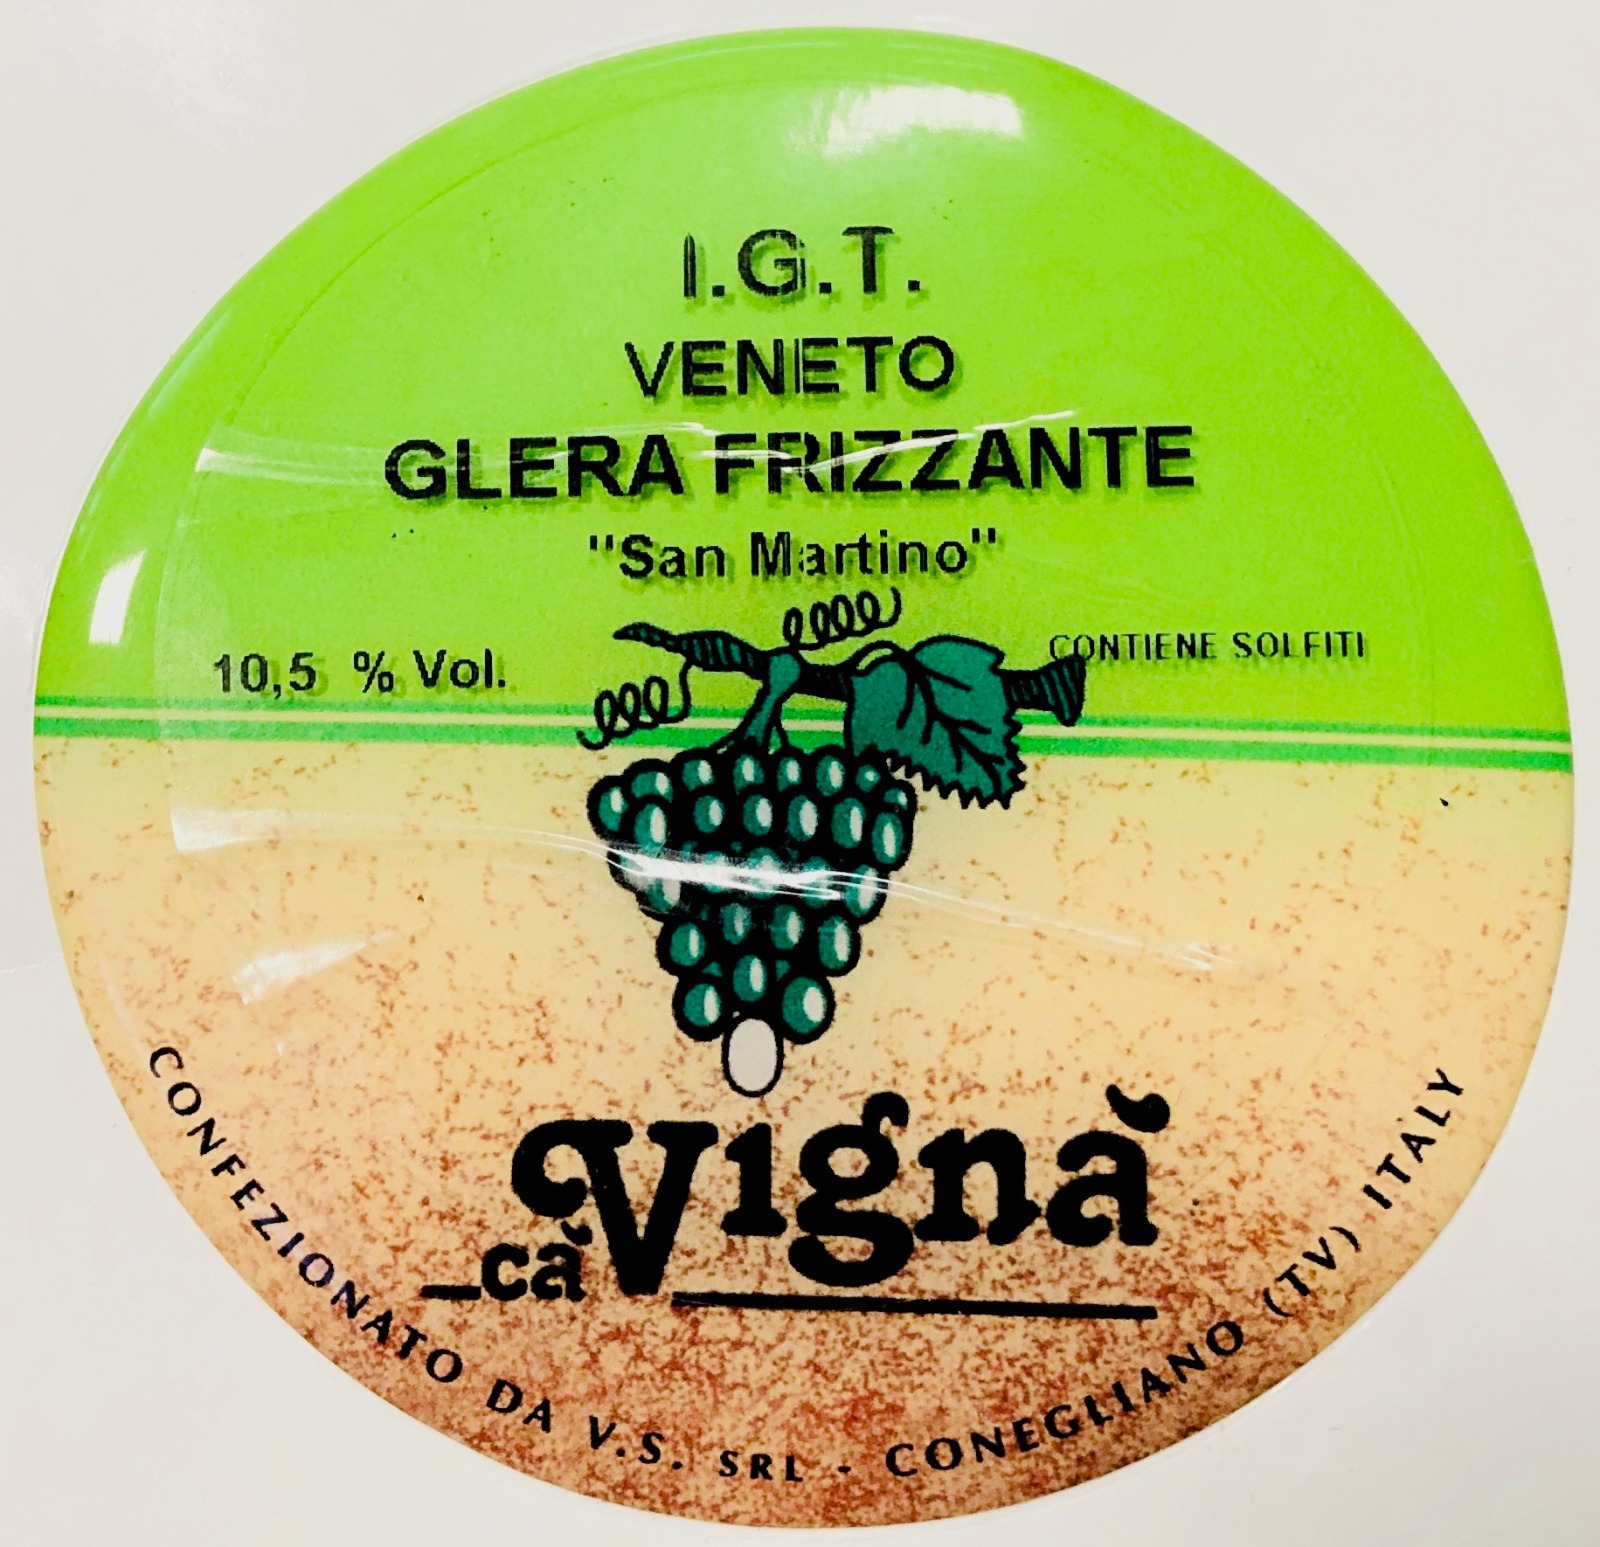 I.G.T.
VENETO
GLERA FRIZZANTE
"San Martino"
10,5 % Vol.
CONTIENE SOLFITI
cà Vignà
CONFEZIONATO DA V.S. SRL - CONEGLIANO (TV) ITALY